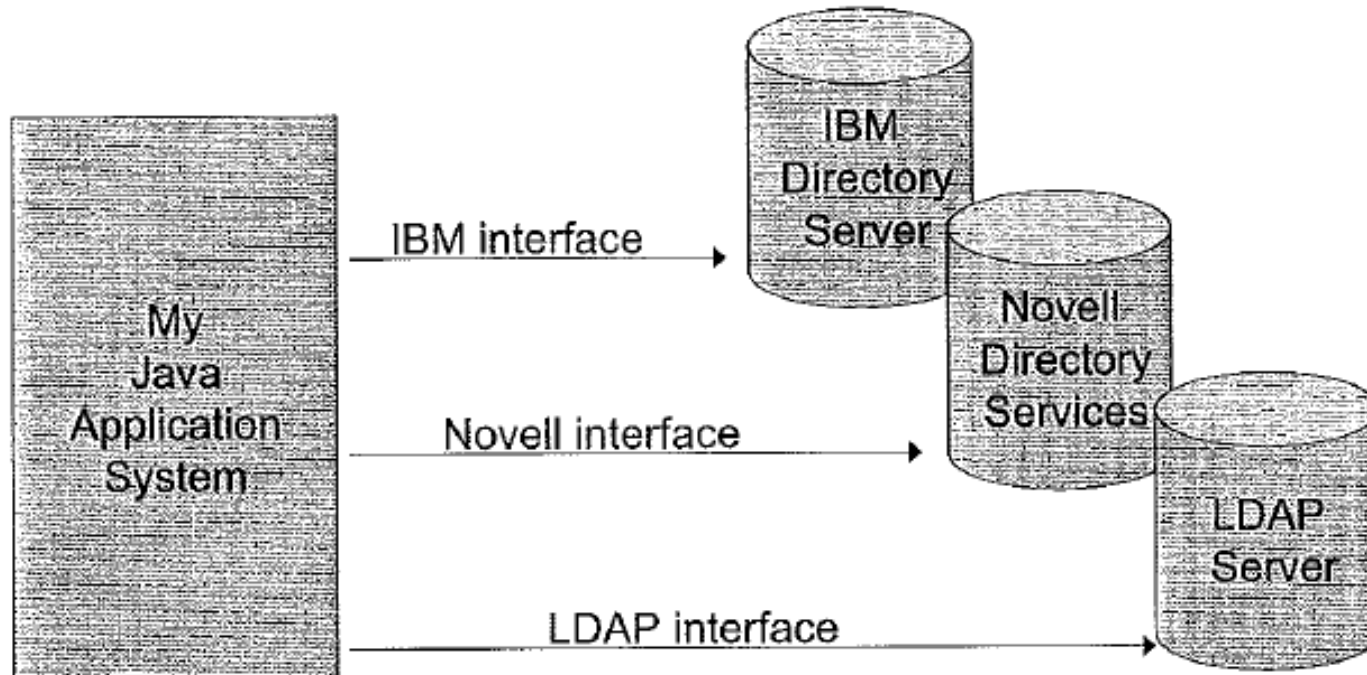 My
Java
Application
System
IBM interface
Novell interface
LDAP interface
IBM
Directory
Server
Novell
Directory
Services
LDAP
Server